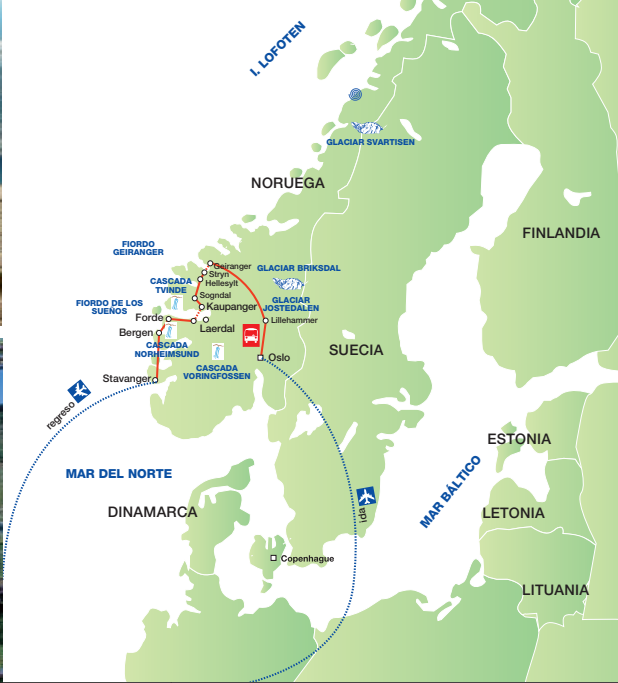 I. LOFOTEN
GLACIAR SVARTISEN
NORUEGA
FINLANDIA
FIORDO
GEIRANGER
Geiranger
Stryn
Hellesylt
GLACIAR BRIKSDAL
CASCADA
TVINDE
Sogndal
GLACIAR
JOSTEDALEN
FIORDO DE LOS
SUEÑOS
Kaupanger
Forde
Laerdal
Lillehammer
Bergen
CASCADA
NORHEIMSUND
SUECIA
Oslo
CASCADA
VORINGFOSSEN
Stavanger
regreso
ESTONIA
MAR DEL NORTE
MAR BÁLTICO
DINAMARCA
ida
LETONIA
Copenhague
LITUANIA